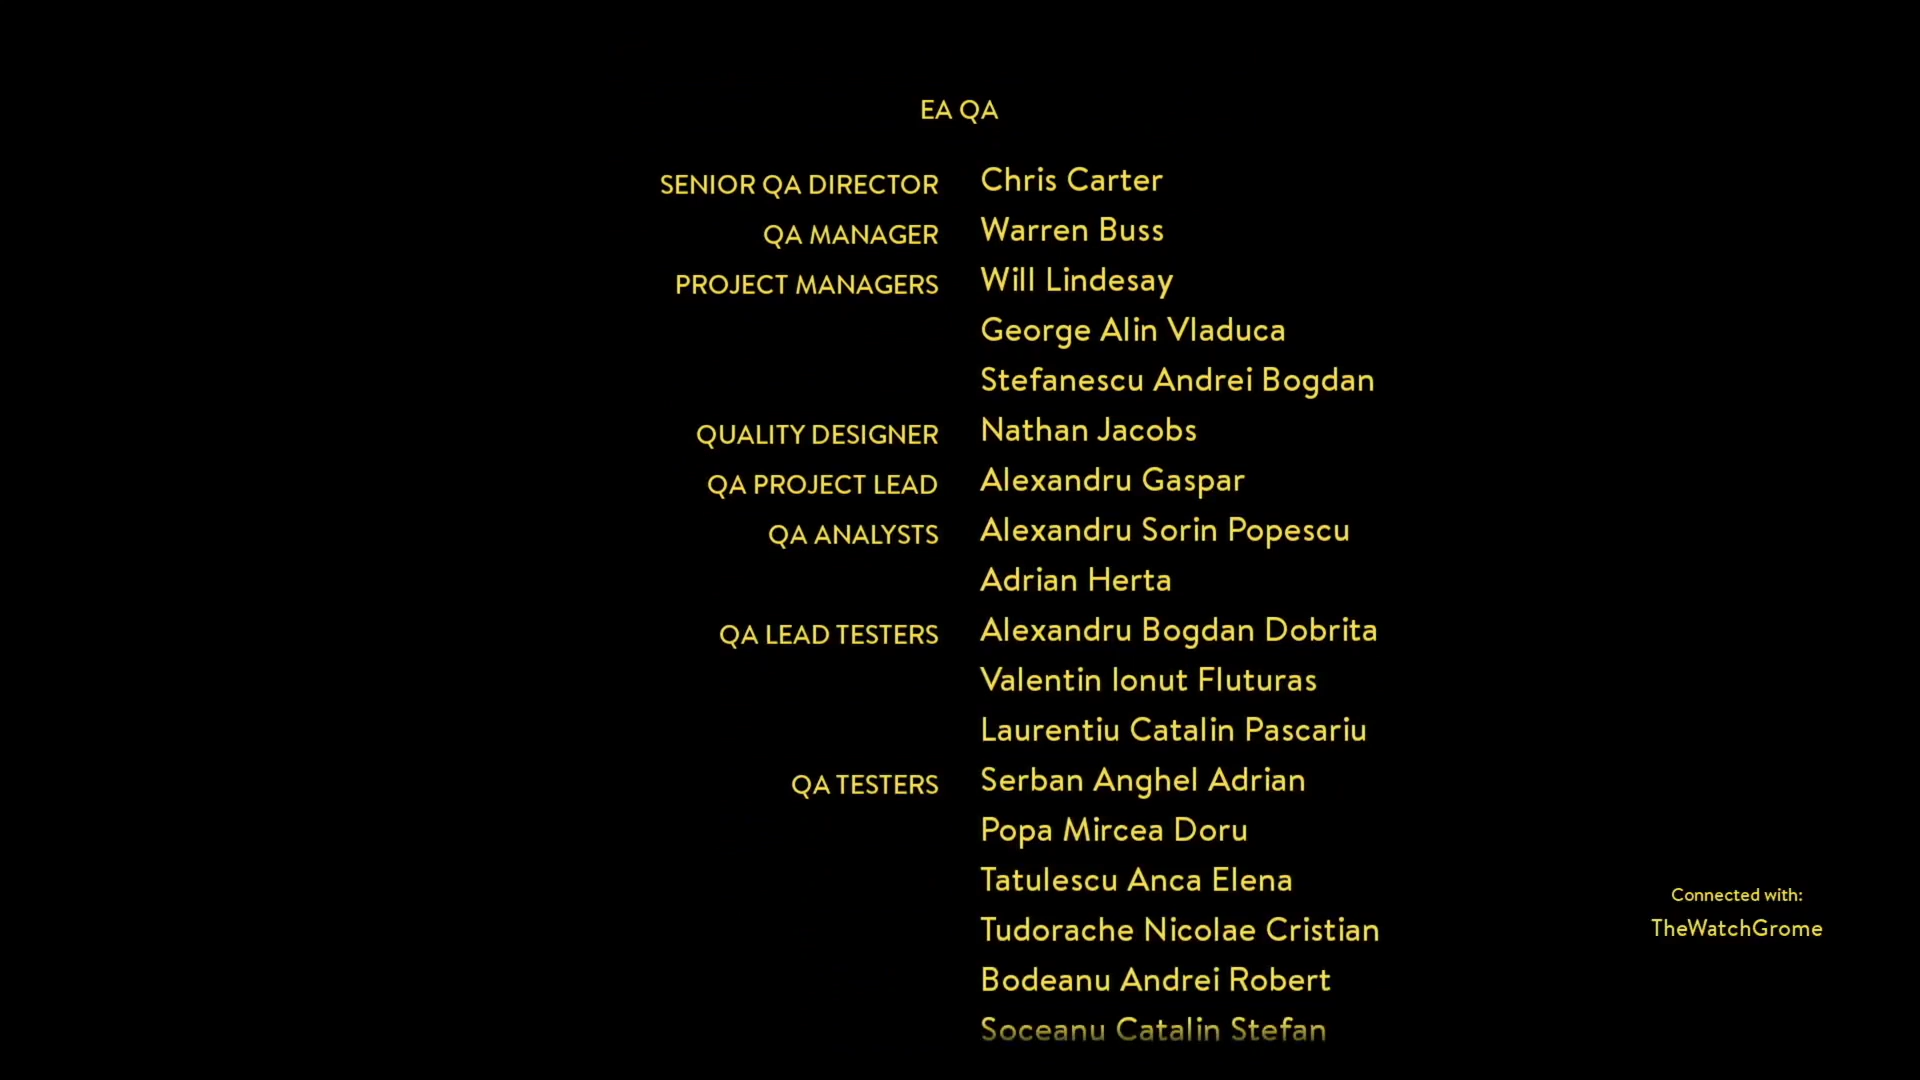 EA QA
SENIOR QA DIRECTOR Chris Carter
QA MANAGER Warren Buss
PROJECT MANAGERS Will Lindesay
George Alin Vladuca
Stefanescu Andrei Bogdan
QUALITY DESIGNER Nathan Jacobs
QA PROJECT LEAD Alexandru Gaspar
QA ANALYSTS Alexandru Sorin Popescu
Adrian Herta
QA LEAD TESTERS Alexandru Bogdan Dobrita
Valentin Ionut Fluturas
Laurentiu Catalin Pascariu
QA TESTERS Serban Anghel Adrian
Popa Mircea Doru
Tatulescu Anca Elena
Tudorache Nicolae Cristian
Bodeanu Andrei Robert
Soceanu Catalin Stefan
Connected with:
TheWatchGrome